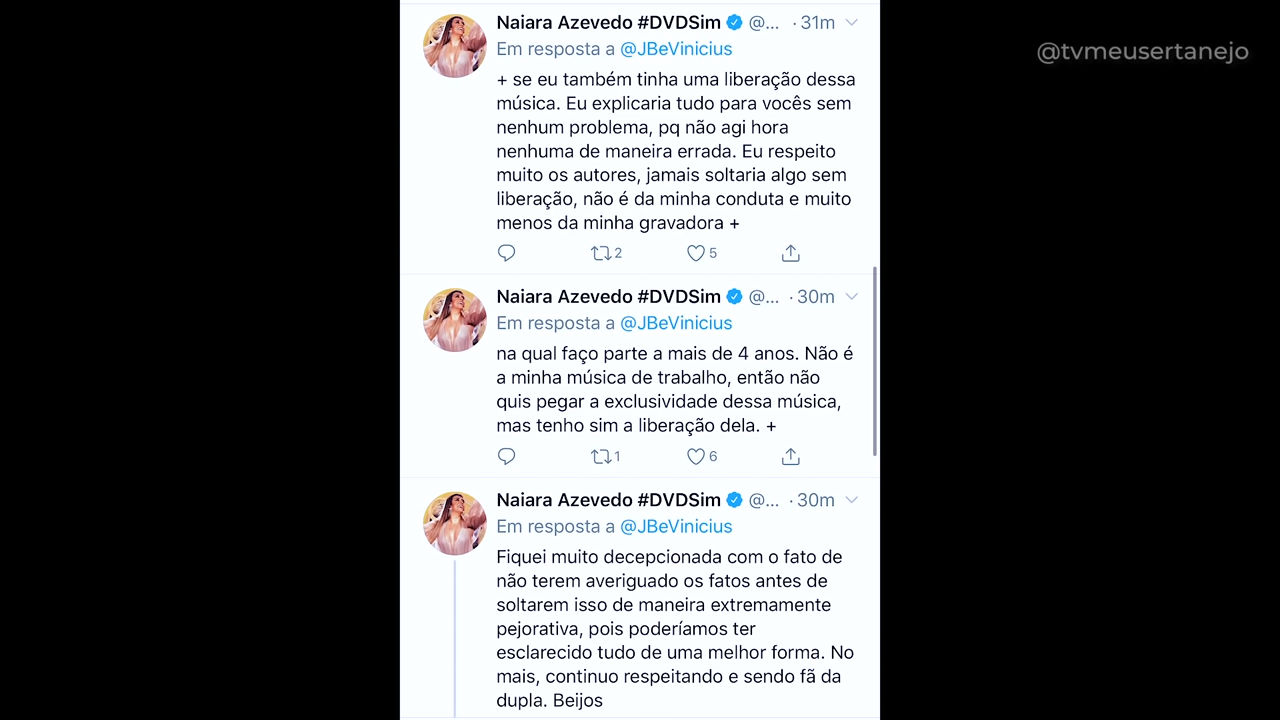 Naiara Azevedo #DVDSim @... · 31m
@tvmeusertanejo
Em resposta a @JBeVinicius
+ se eu também tinha uma liberação dessa
música. Eu explicaria tudo para vocês sem
nenhum problema, pq não agi hora
nenhuma de maneira errada. Eu respeito
muito os autores, jamais soltaria algo sem
liberação, não é da minha conduta e muito
menos da minha gravadora +
2 5
Naiara Azevedo #DVDSim @... · 30m
Em resposta a @JBeVinicius
na qual faço parte a mais de 4 anos. Não é
a minha música de trabalho, então não
quis pegar a exclusividade dessa música,
mas tenho sim a liberação dela. +
1 6
Naiara Azevedo #DVDSim @... · 30m
Em resposta a @JBeVinicius
Fiquei muito decepcionada com o fato de
não terem averiguado os fatos antes de
soltarem isso de maneira extremamente
pejorativa, pois poderíamos ter
esclarecido tudo de uma melhor forma. No
mais, continuo respeitando e sendo fã da
dupla. Beijos